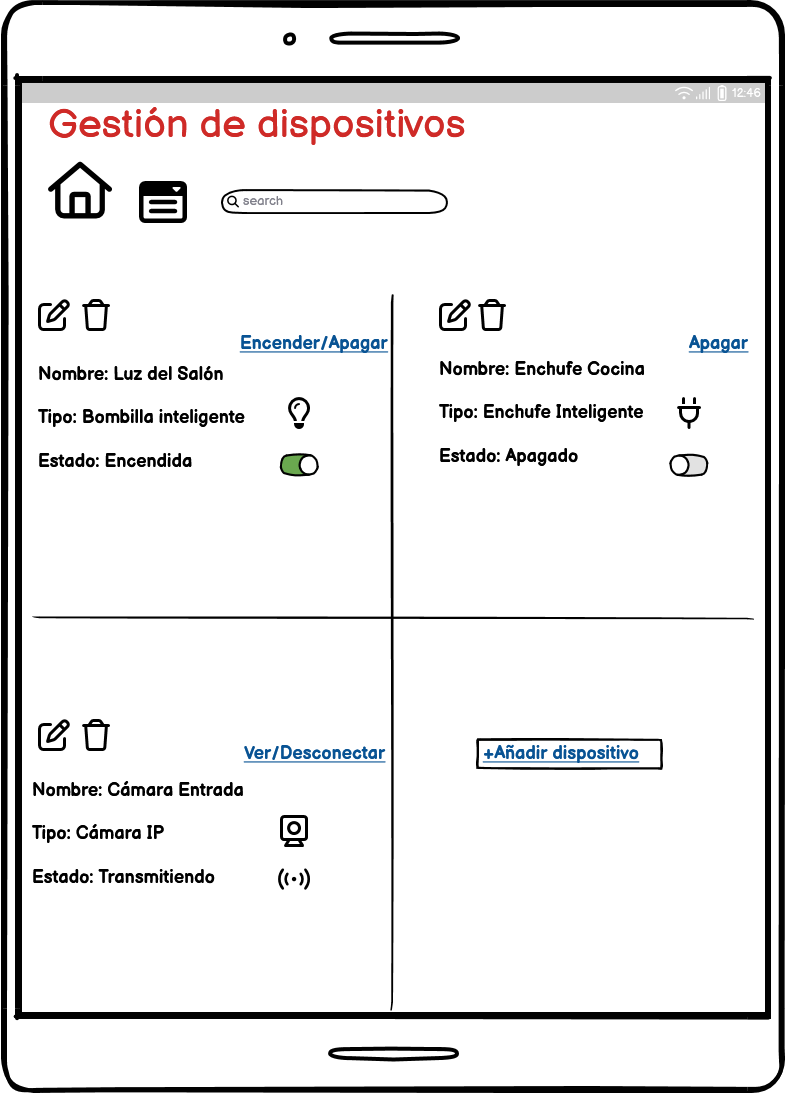 12:46
Gestión de dispositivos
search
Encender/Apagar
Nombre: Luz del Salón
Tipo: Bombilla inteligente
Estado: Encendida
Apagar
Nombre: Enchufe Cocina
Tipo: Enchufe Inteligente
Estado: Apagado
Ver/Desconectar
Nombre: Cámara Entrada
Tipo: Cámara IP
Estado: Transmitiendo
+Añadir dispositivo